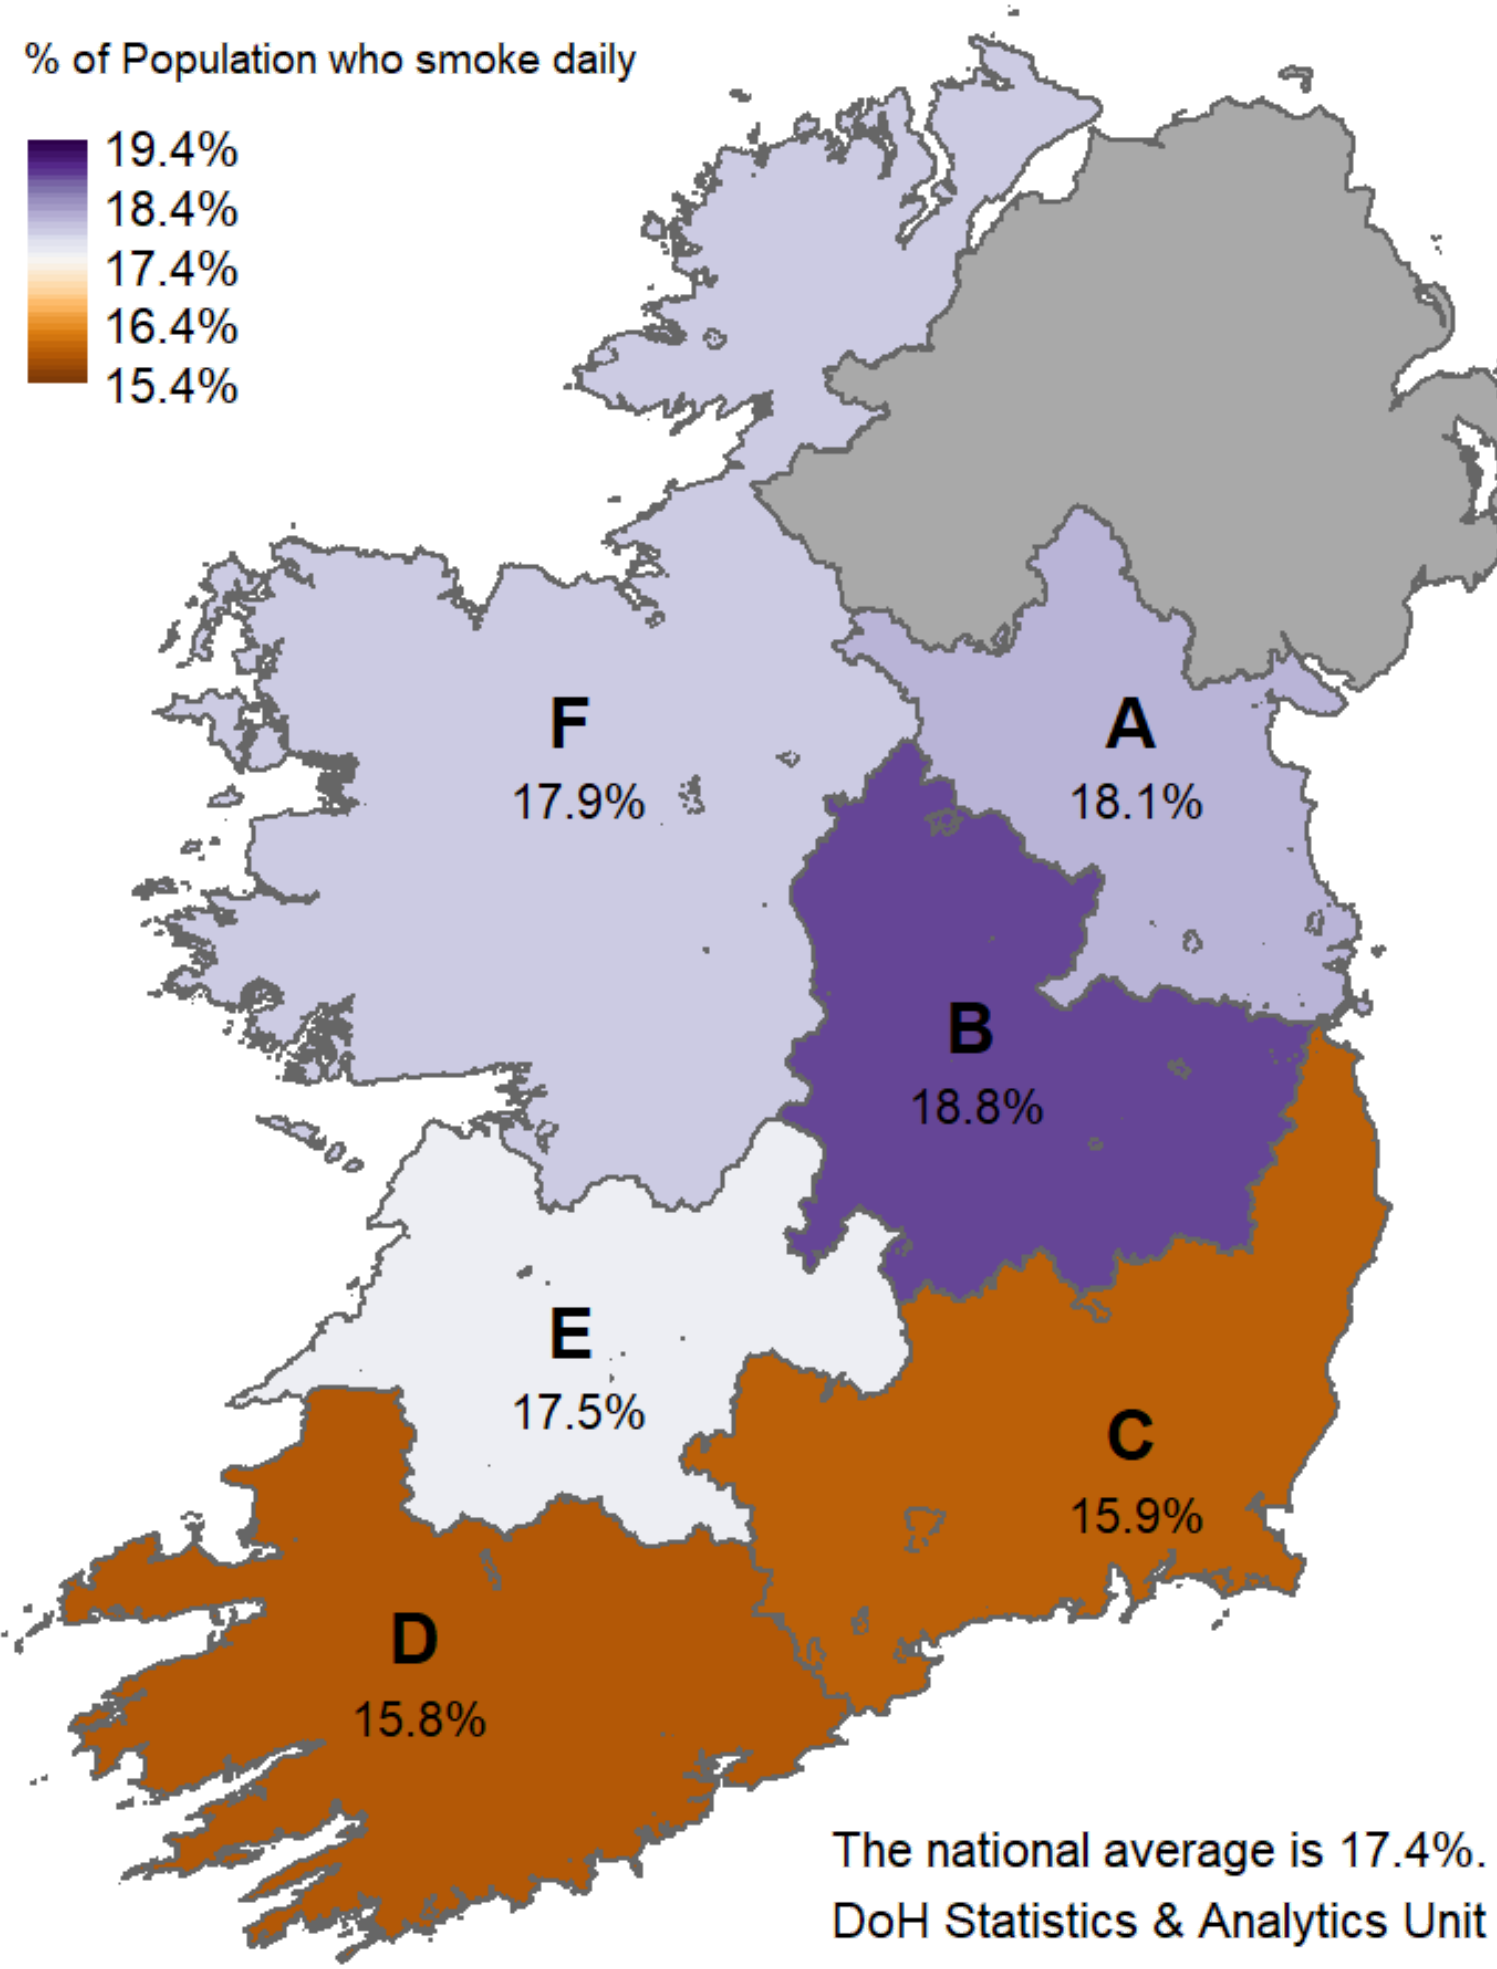 % of Population who smoke daily
19.4%
18.4%
17.4%
16.4%
15.4%
F
17.9%
A
18.1%
B
18.8%
E
17.5%
C
15.9%
D
15.8%
The national average is 17.4%.
DoH Statistics & Analytics Unit